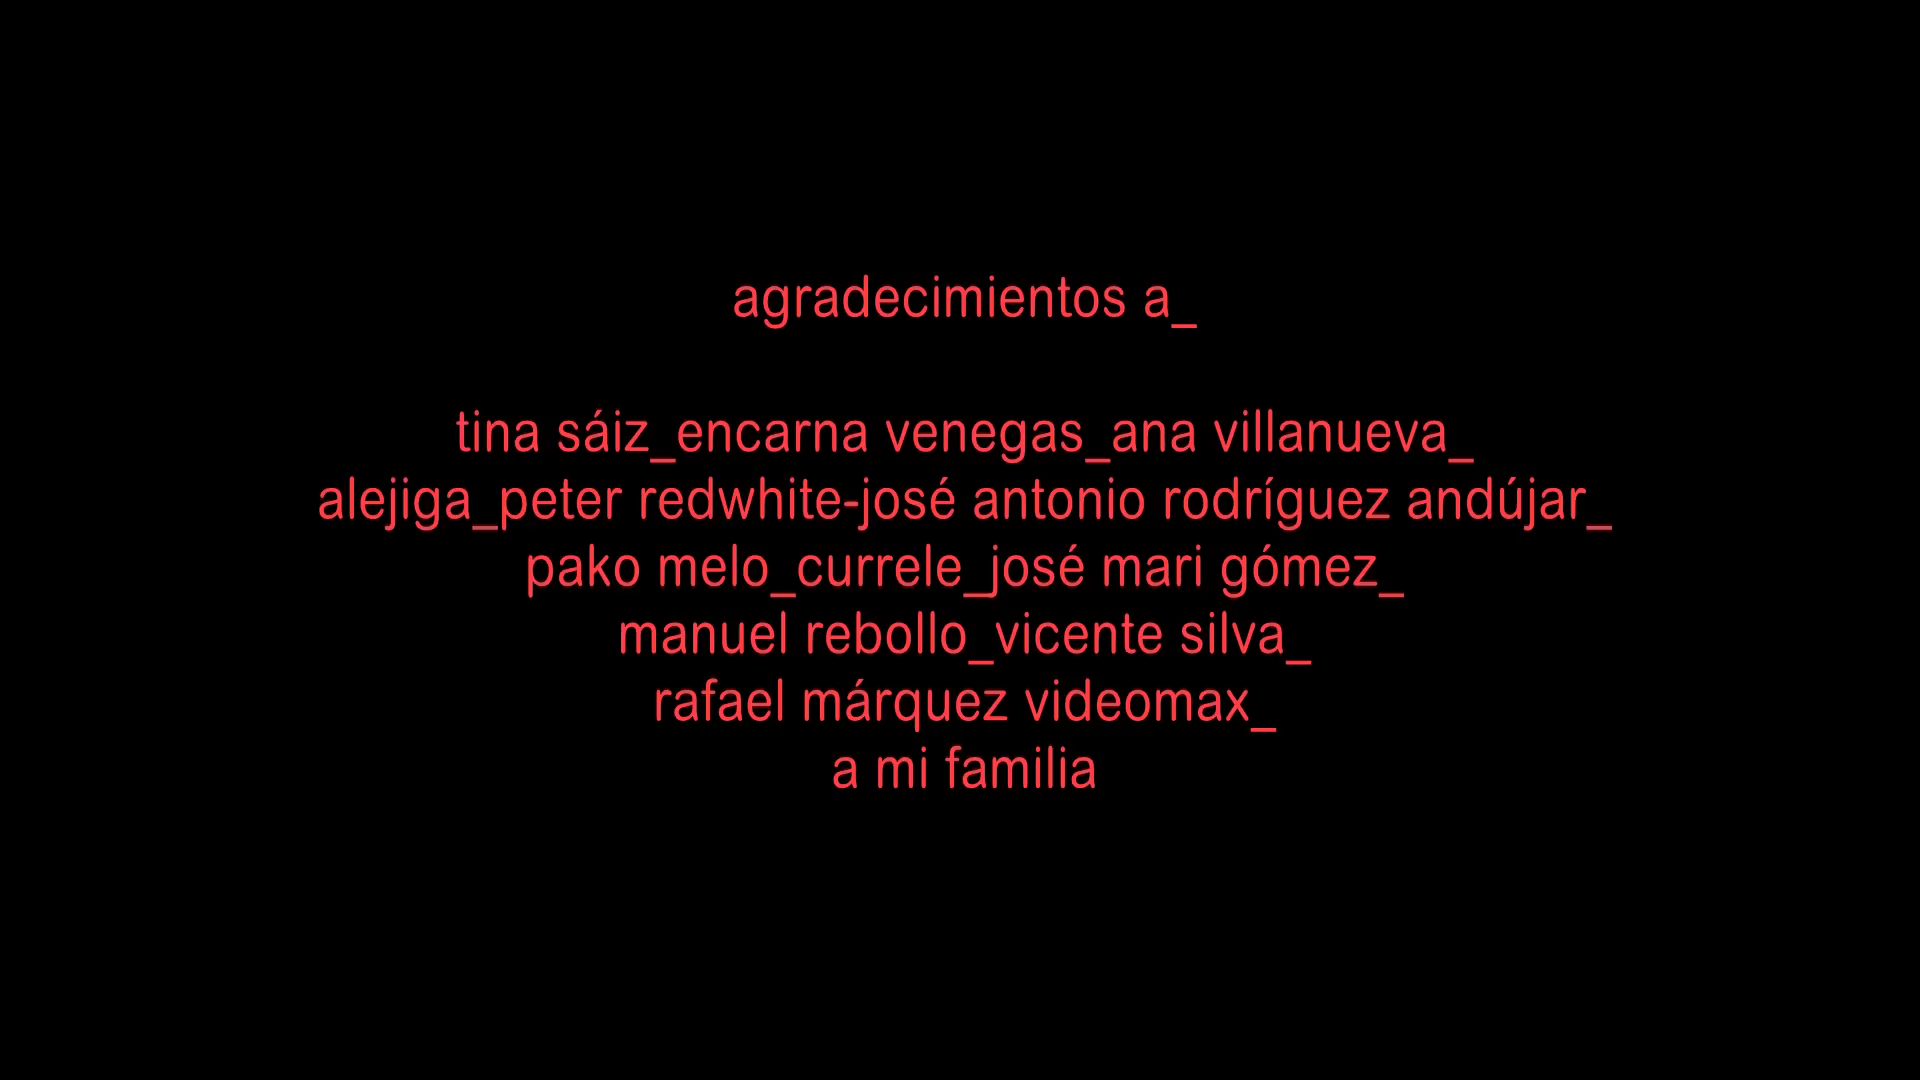 agradecimientos a_
tina sáiz_encarna venegas_ana villanueva_
alejiga_peter redwhite-josé antonio rodríguez andújar_
pako melo_currele_josé mari gómez_
manuel rebollo_vicente silva_
rafael márquez videomax_
a mi familia